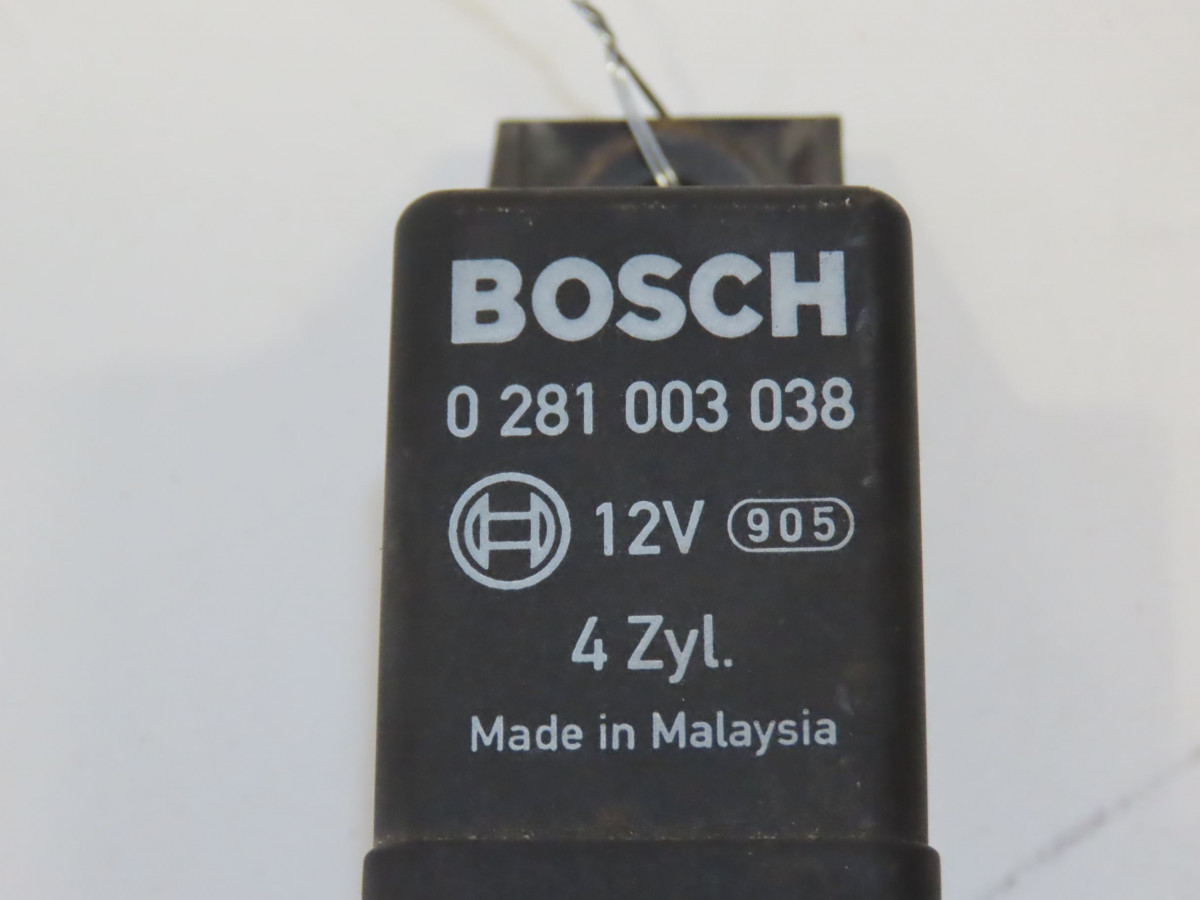 BOSCH
0 281 003 038
12V 905
4 Zyl.
Made in Malaysia